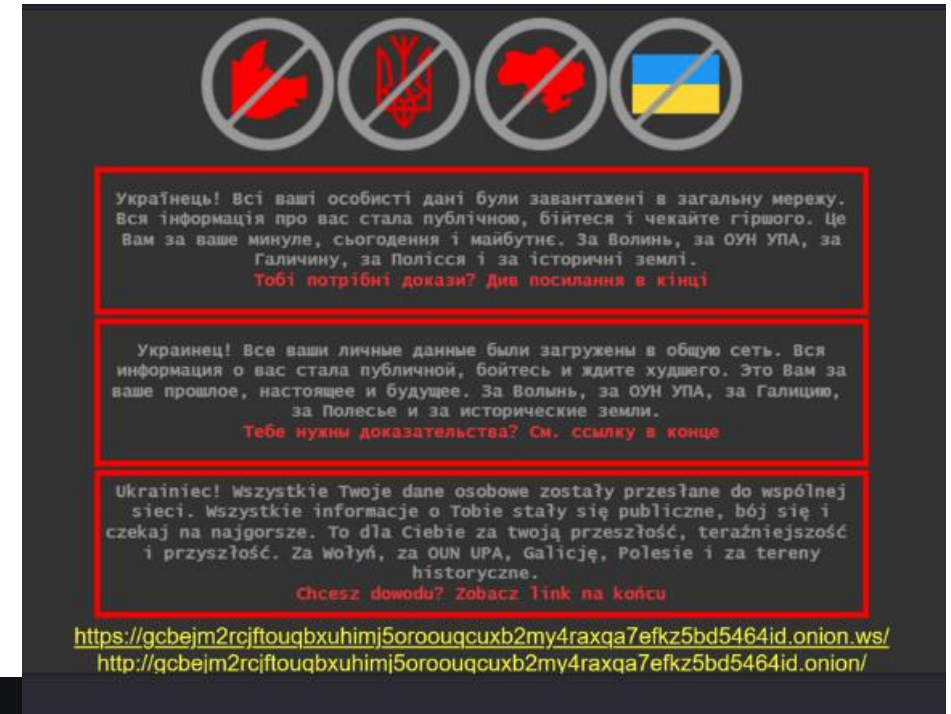 Українець! Всі ваші особисті дані були завантажені в загальну мережу.
Вся інформація про вас стала публічною, бійтеся і чекайте гіршого. Це
Вам за ваше минуле, сьогодення і майбутнє. За Волинь, за ОУН УПА, за
Галичину, за Полісся і за історичні землі.
Тобі потрібні докази? Див посилання в кінці
Украинец! Все ваши личные данные были загружены в общую сеть. Вся
информация о вас стала публичной, бойтесь и ждите худшего. Это Вам за
ваше прошлое, настоящее и будущее. За Волынь, за ОУН УПА, за Галицию,
за Полесье и за исторические земли.
Тебе нужны доказательства? См. ссылку в конце
Ukrainiec! Wszystkie Twoje dane osobowe zostały przesłane do wspólnej
sieci. Wszystkie informacje o Tobie stały się publiczne, bój się i
czekaj na najgorsze. To dla Ciebie za twoją przeszłość, teraźniejszość
i przyszłość. Za Wołyń, za OUN UPA, Galicję, Polesie i za tereny
historyczne.
Chcesz dowodu? Zobacz link na końcu
https://gcbejm2rcjftouqbxuhimj5oroouqcuxb2my4raxqa7efkz5bd5464id.onion.ws/
http://gcbejm2rcjftouqbxuhimj5oroouqcuxb2my4raxqa7efkz5bd5464id.onion/